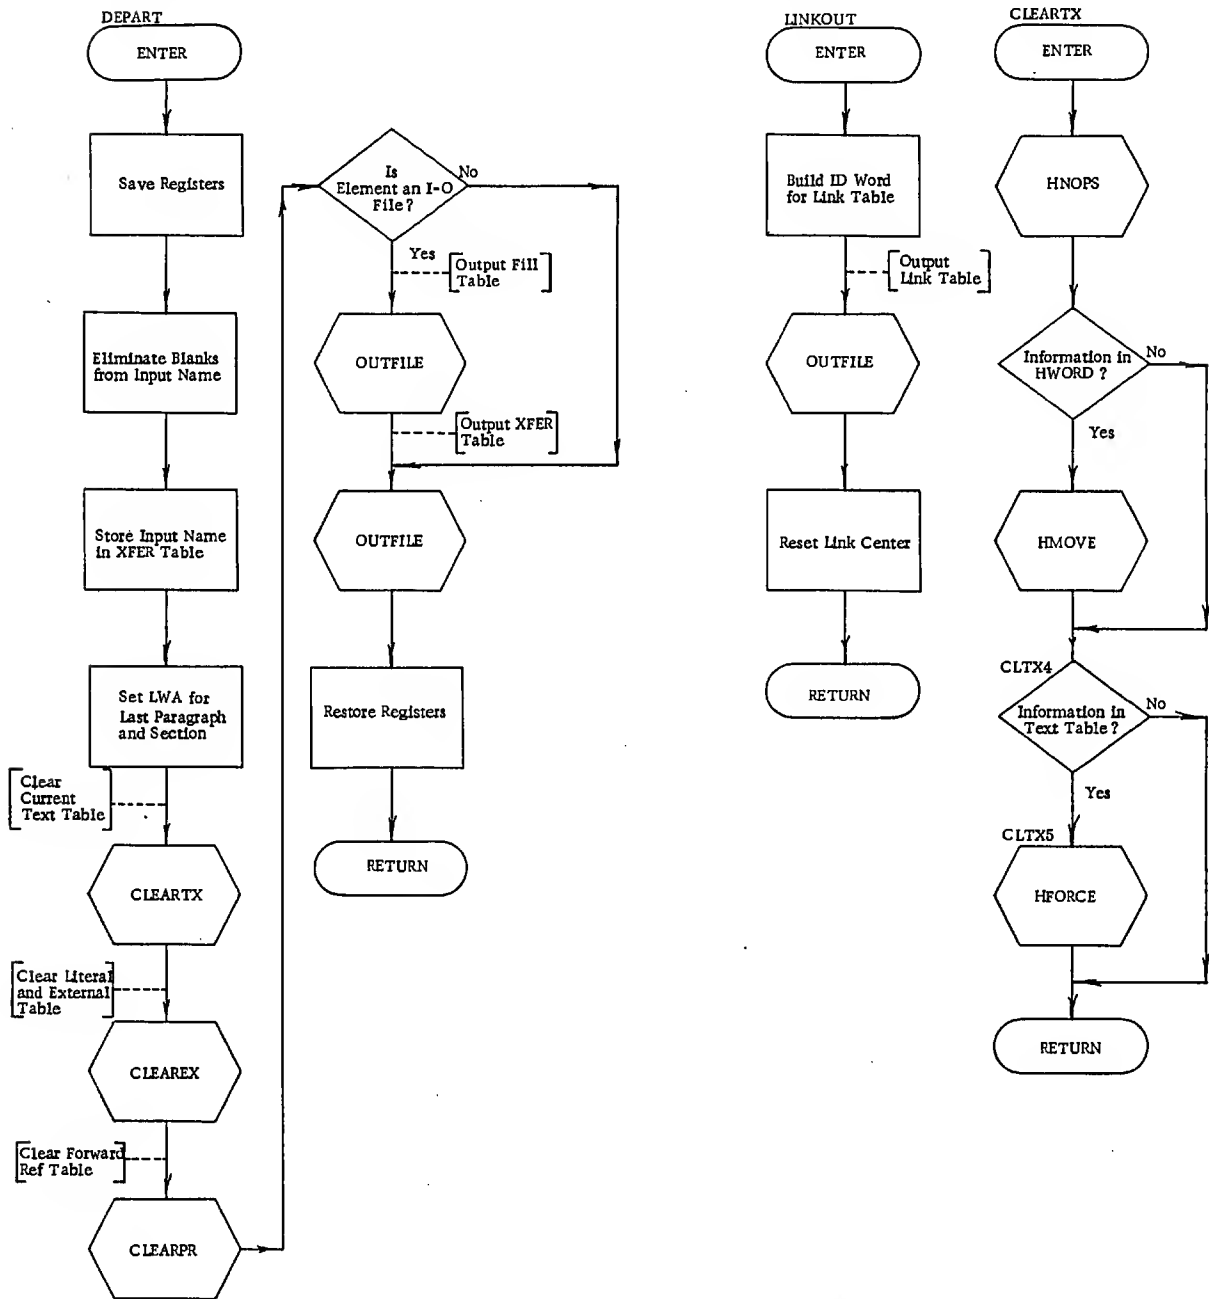 DEPART
ENTER
Save Registers
Eliminate Blanks
from Input Name
Store Input Name
in XFER Table
Set LWA for
Last Paragraph
and Section
Clear
Current
Text Table
CLEARTX
Clear Literal
and External
Table
CLEAREX
Clear Forward
Ref Table
CLEARPR
Is
Element an I-O
File?
No
Yes
Output Fill
Table
OUTFILE
Output XFER
Table
OUTFILE
Restore Registers
RETURN
LINKOUT
ENTER
Build ID Word
for Link Table
Output
Link Table
OUTFILE
Reset Link Center
RETURN
CLEARTX
ENTER
HNOPS
Information in
HWORD ?
No
Yes
HMOVE
CLTX4
Information in
Text Table ?
No
Yes
CLTX5
HFORCE
RETURN